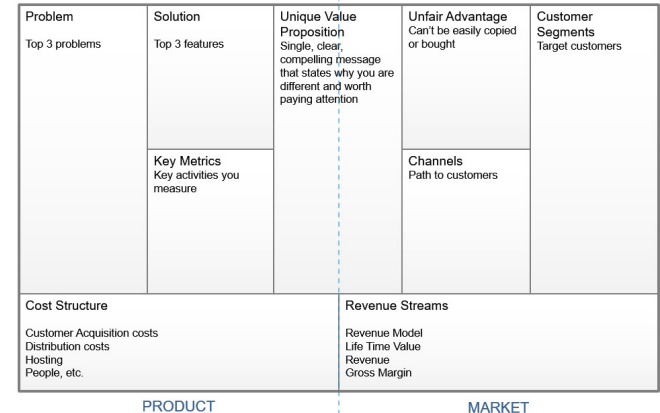 Problem
Top 3 problems
Solution
Top 3 features
Key Metrics
Key activities you
measure
Unique Value
Proposition
Single, clear,
compelling message
that states why you are
different and worth
paying attention
Unfair Advantage
Can't be easily copied
or bought
Channels
Path to customers
Customer
Segments
Target customers
Cost Structure
Customer Acquisition costs
Distribution costs
Hosting
People, etc.
Revenue Streams
Revenue Model
Life Time Value
Revenue
Gross Margin
PRODUCT
MARKET